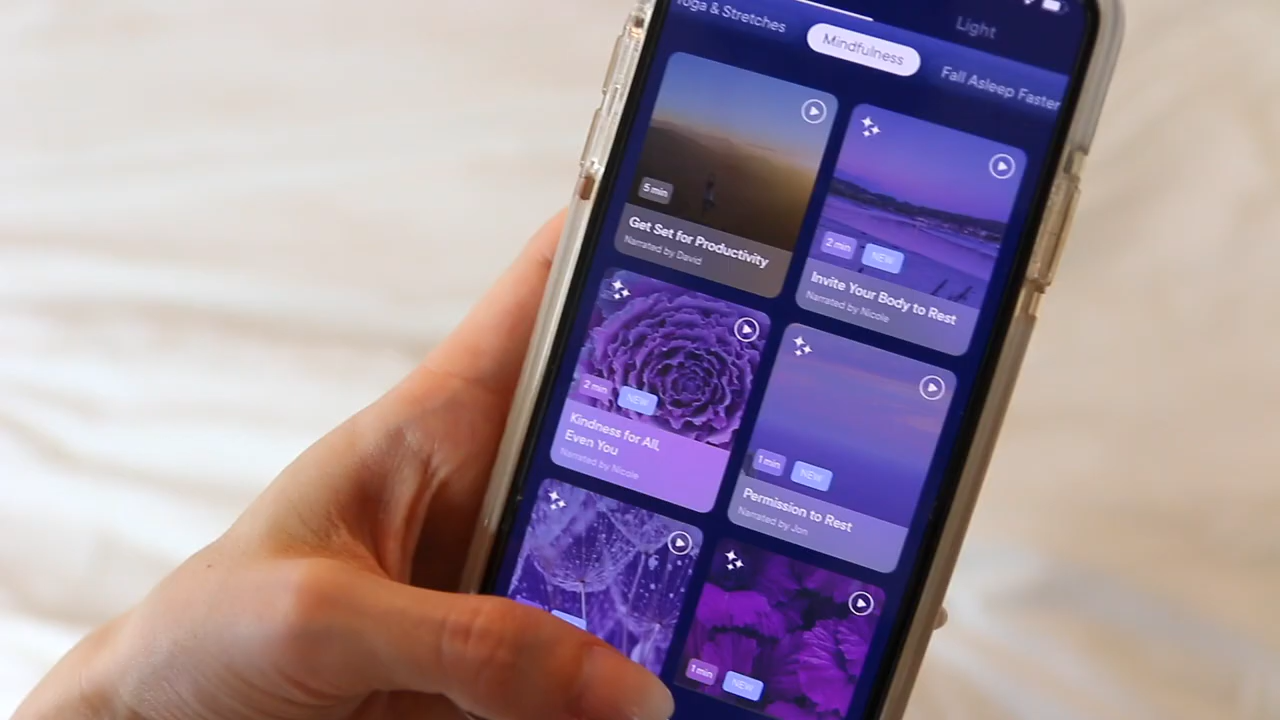 Yoga & Stretches
Mindfulness
Light
Fall Asleep Faster
5 min
Get Set for Productivity
Narrated by David
2 min
NEW
Invite Your Body to Rest
Narrated by Nicole
2 min
NEW
Kindness for All,
Even You
Narrated by Nicole
1 min
NEW
Permission to Rest
Narrated by Jon
1 min
NEW